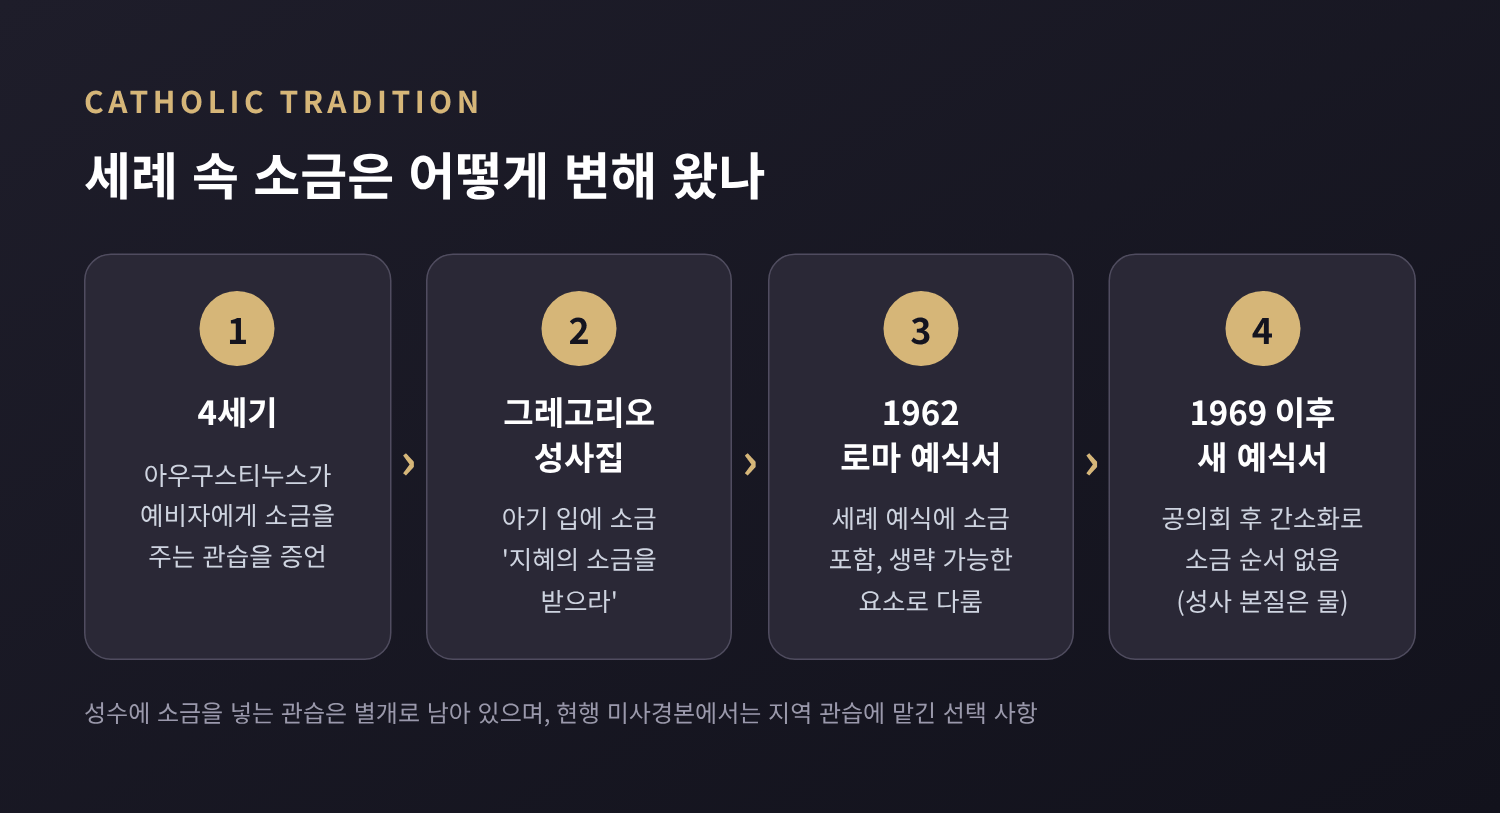 CATHOLIC TRADITION
세례 속 소금은 어떻게 변해 왔나
1
4세기
아우구스티누스가
예비자에게 소금을
주는 관습을 증언
›
2
그레고리오
성사집
아기 입에 소금
'지혜의 소금을
받으라'
›
3
1962
로마 예식서
세례 예식에 소금
포함, 생략 가능한
요소로 다룸
›
4
1969 이후
새 예식서
공의회 후 간소화로
소금 순서 없음
(성사 본질은 물)
성수에 소금을 넣는 관습은 별개로 남아 있으며, 현행 미사경본에서는 지역 관습에 맡긴 선택 사항